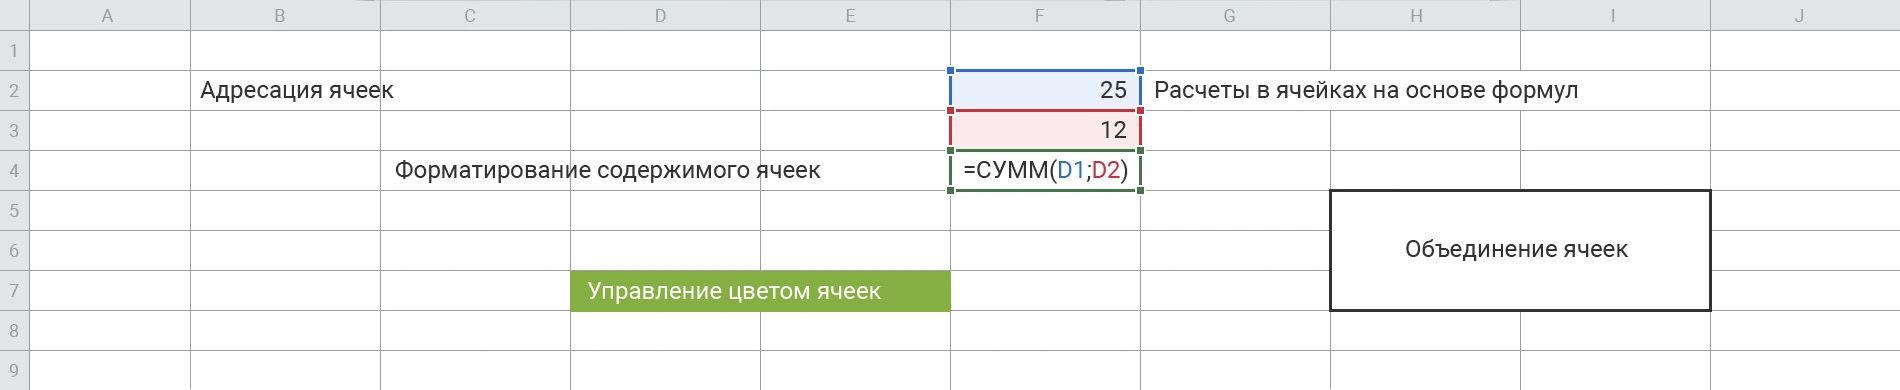 A B C D E F G H I J
1
2 Адресация ячеек 25 Расчеты в ячейках на основе формул
3 12
4 Форматирование содержимого ячеек =СУММ(D1;D2)
5
6 Объединение ячеек
7 Управление цветом ячеек
8
9